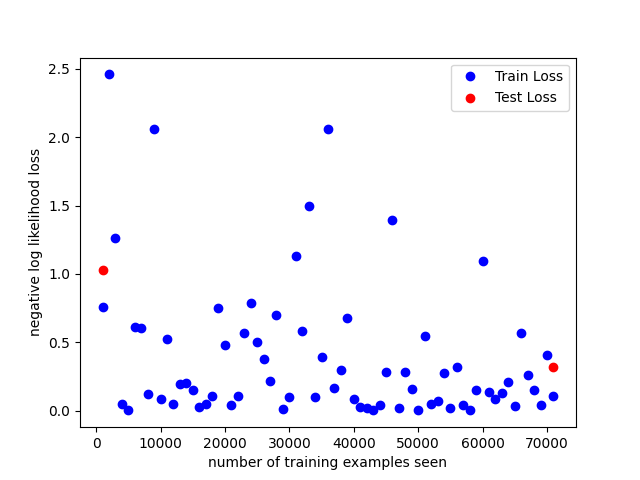 2.5
2.0
1.5
1.0
0.5
0.0
negative log likelihood loss
Train Loss
Test Loss
0 10000 20000 30000 40000 50000 60000 70000
number of training examples seen